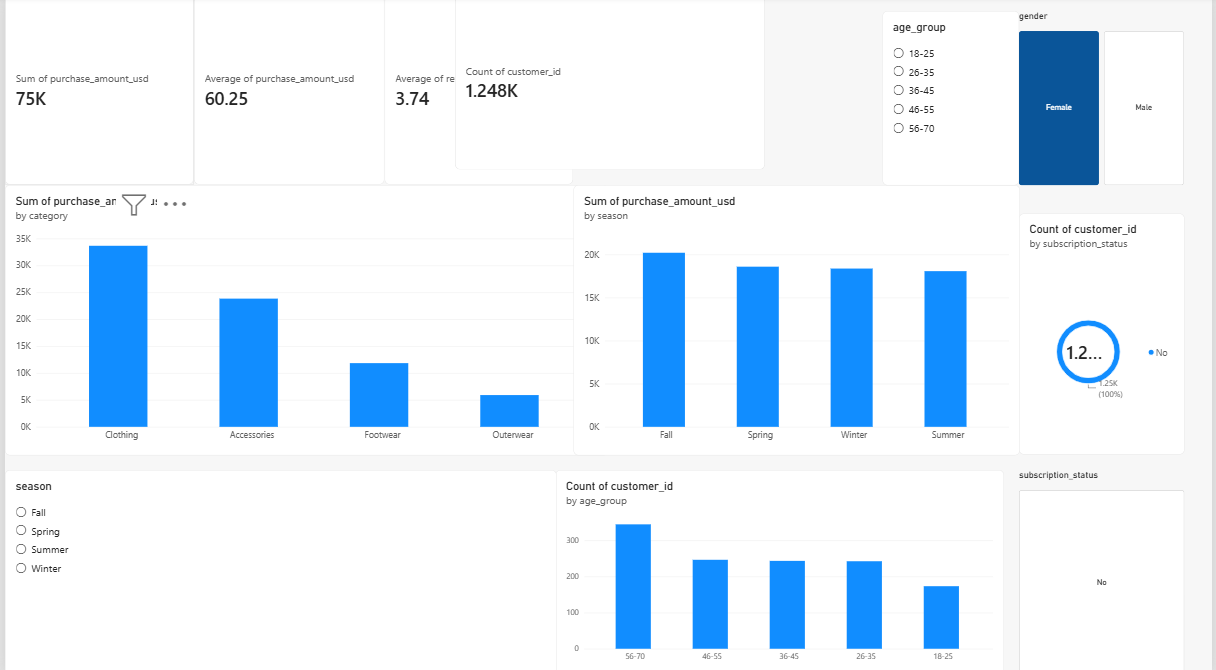 Sum of purchase_amount_usd
75K
Average of purchase_amount_usd
60.25
Average of re
3.74
Count of customer_id
1.248K
age_group
18-25
26-35
36-45
46-55
56-70
gender
Female
Male
Sum of purchase_an
by category
35K
30K
25K
20K
15K
10K
5K
0K
Clothing
Accessories
Footwear
Outerwear
Sum of purchase_amount_usd
by season
20K
15K
10K
5K
0K
Fall
Spring
Winter
Summer
Count of customer_id
by subscription_status
1.2...
No
1.25K
(100%)
season
Fall
Spring
Summer
Winter
Count of customer_id
by age_group
300
200
100
0
56-70
46-55
36-45
26-35
18-25
subscription_status
No